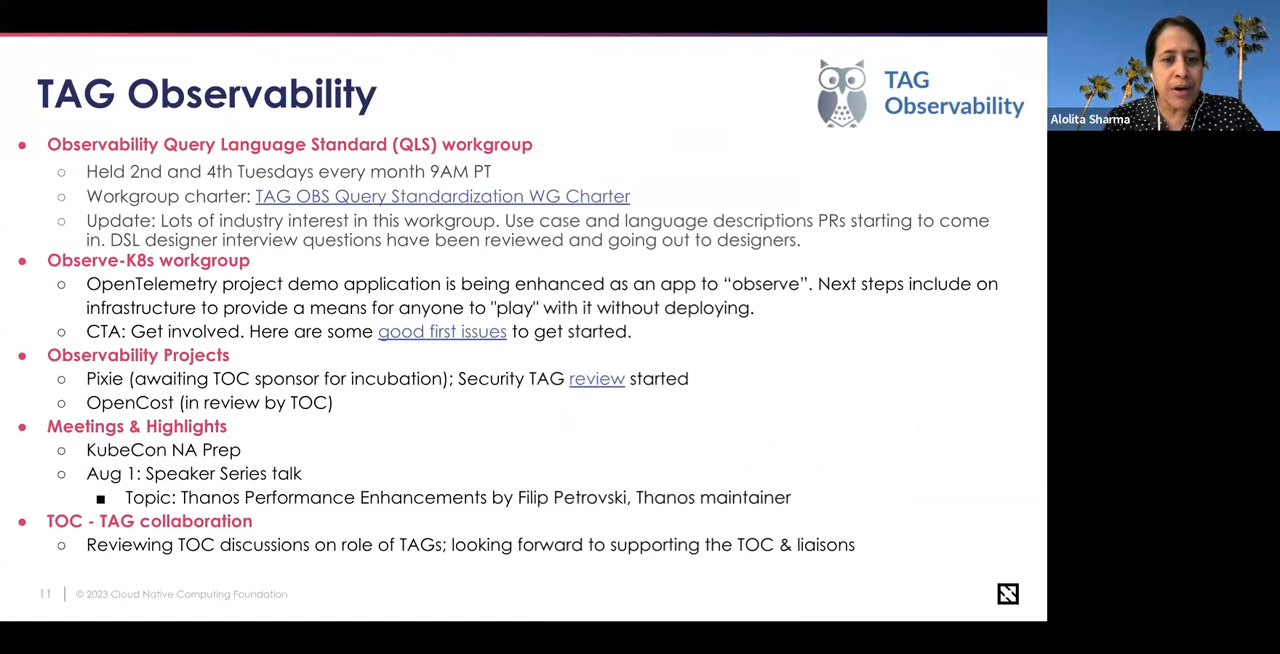 TAG Observability
TAG
Observability
Alolita Sharma
● Observability Query Language Standard (QLS) workgroup
○ Held 2nd and 4th Tuesdays every month 9AM PT
○ Workgroup charter: TAG OBS Query Standardization WG Charter
○ Update: Lots of industry interest in this workgroup. Use case and language descriptions PRs starting to come
in. DSL designer interview questions have been reviewed and going out to designers.
● Observe-K8s workgroup
○ OpenTelemetry project demo application is being enhanced as an app to “observe”. Next steps include on
infrastructure to provide a means for anyone to "play" with it without deploying.
○ CTA: Get involved. Here are some good first issues to get started.
● Observability Projects
○ Pixie (awaiting TOC sponsor for incubation); Security TAG review started
○ OpenCost (in review by TOC)
● Meetings & Highlights
○ KubeCon NA Prep
○ Aug 1: Speaker Series talk
■ Topic: Thanos Performance Enhancements by Filip Petrovski, Thanos maintainer
● TOC - TAG collaboration
○ Reviewing TOC discussions on role of TAGs; looking forward to supporting the TOC & liaisons
11 | © 2023 Cloud Native Computing Foundation